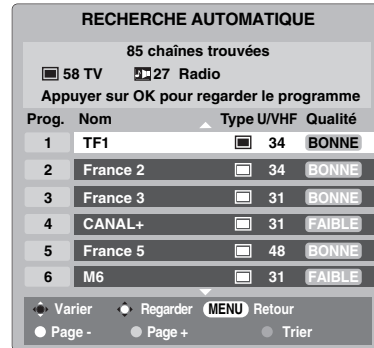 RECHERCHE AUTOMATIQUE
85 chaînes trouvées
58 TV 27 Radio
Appuyer sur OK pour regarder le programme
Prog. Nom Type U/VHF Qualité
1 TF1 34 BONNE
2 France 2 34 BONNE
3 France 3 31 BONNE
4 CANAL+ 31 FAIBLE
5 France 5 48 BONNE
6 M6 31 FAIBLE
Varier Regarder MENU Retour
Page - Page + Trier